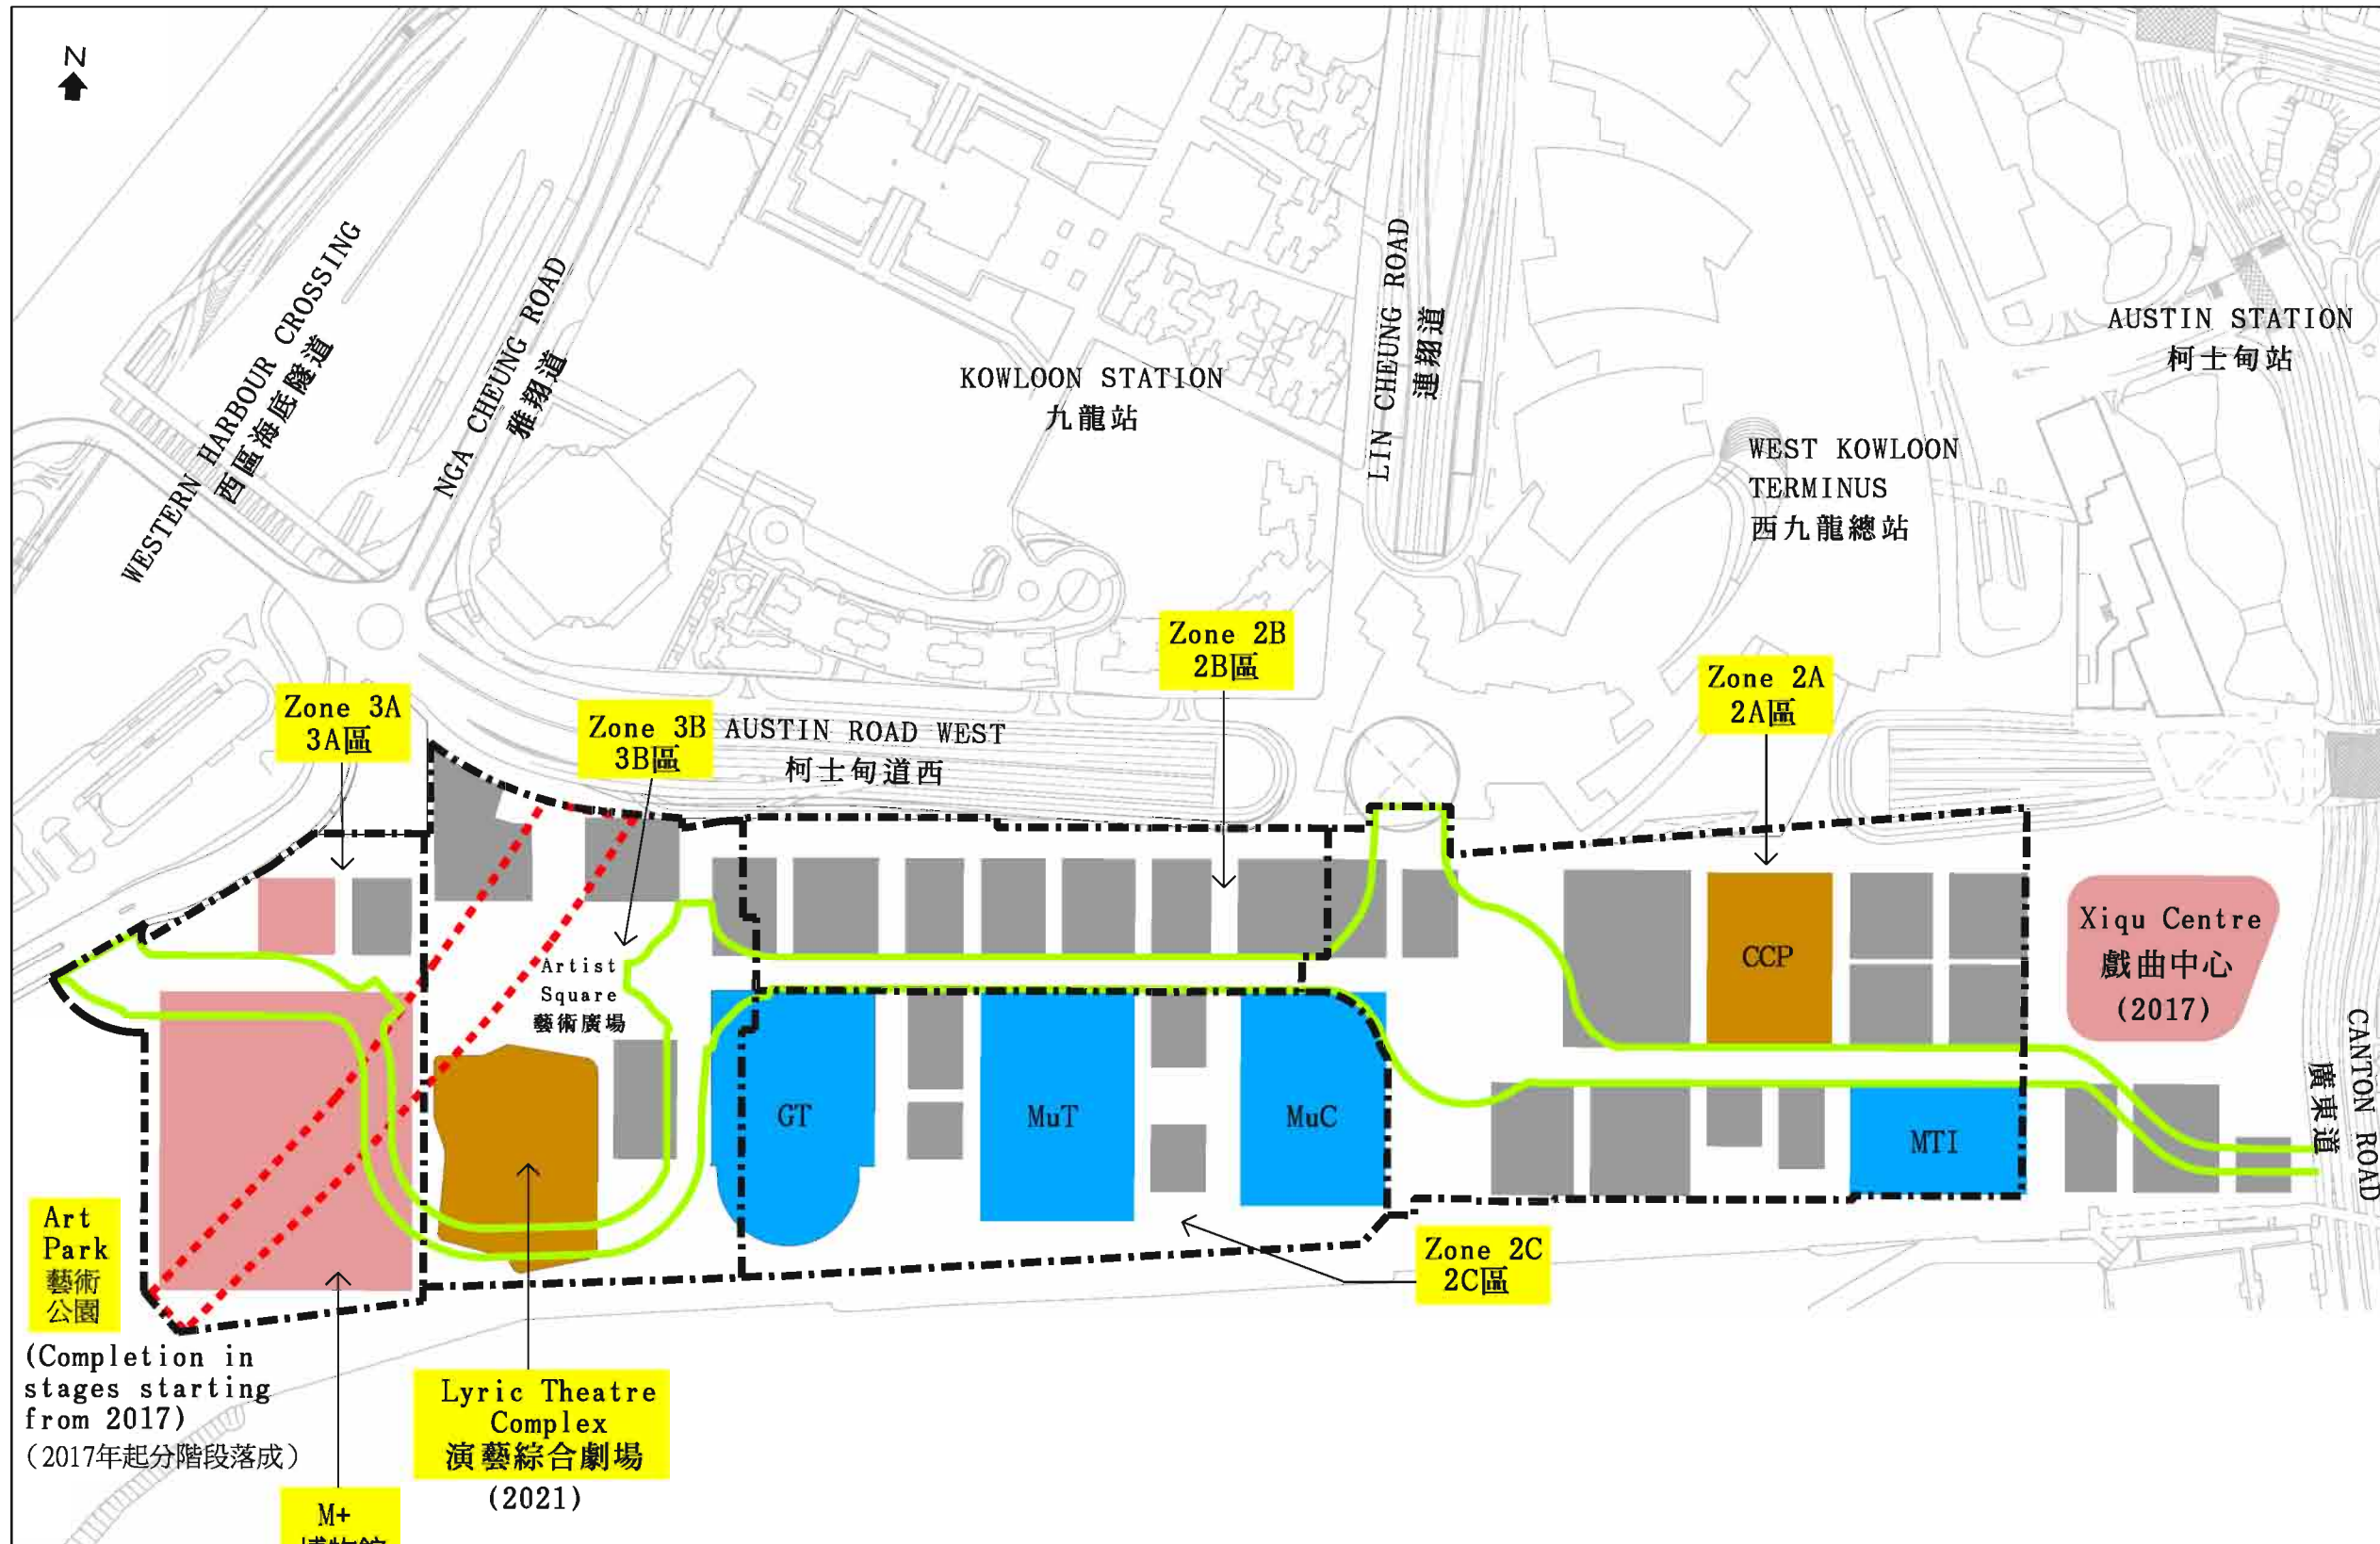 N
WESTERN HARBOUR CROSSING
西區海底隧道
NGA CHEUNG ROAD
雅翔道
KOWLOON STATION
九龍站
LIN CHEUNG ROAD
連翔道
WEST KOWLOON
TERMINUS
西九龍總站
AUSTIN STATION
柯士甸站
Zone 3A
3A區
Zone 3B
3B區
AUSTIN ROAD WEST
柯士甸道西
Zone 2B
2B區
Zone 2A
2A區
Artist
Square
藝術廣場
CCP
Xiqu Centre
戲曲中心
(2017)
GT
MuT
MuC
MTI
CANTON ROAD
廣東道
Art
Park
藝術
公園
(Completion in
stages starting
from 2017)
(2017年起分階段落成)
Zone 2C
2C區
Lyric Theatre
Complex
演藝綜合劇場
(2021)
M+
博物館